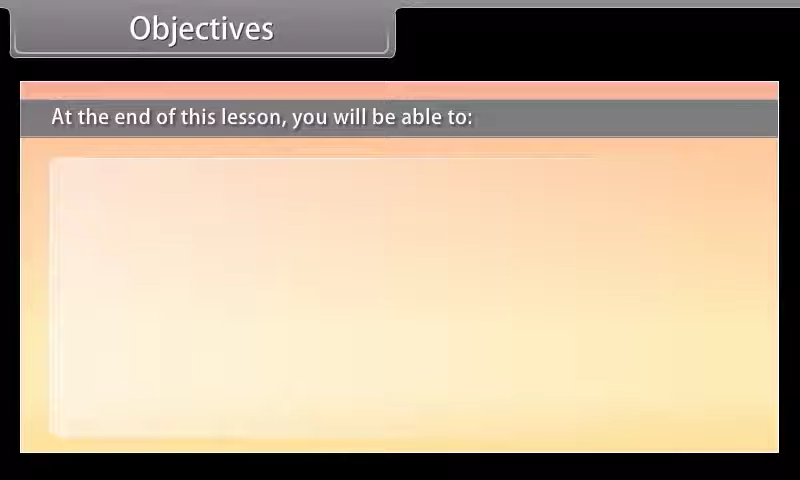 Objectives
At the end of this lesson, you will be able to: